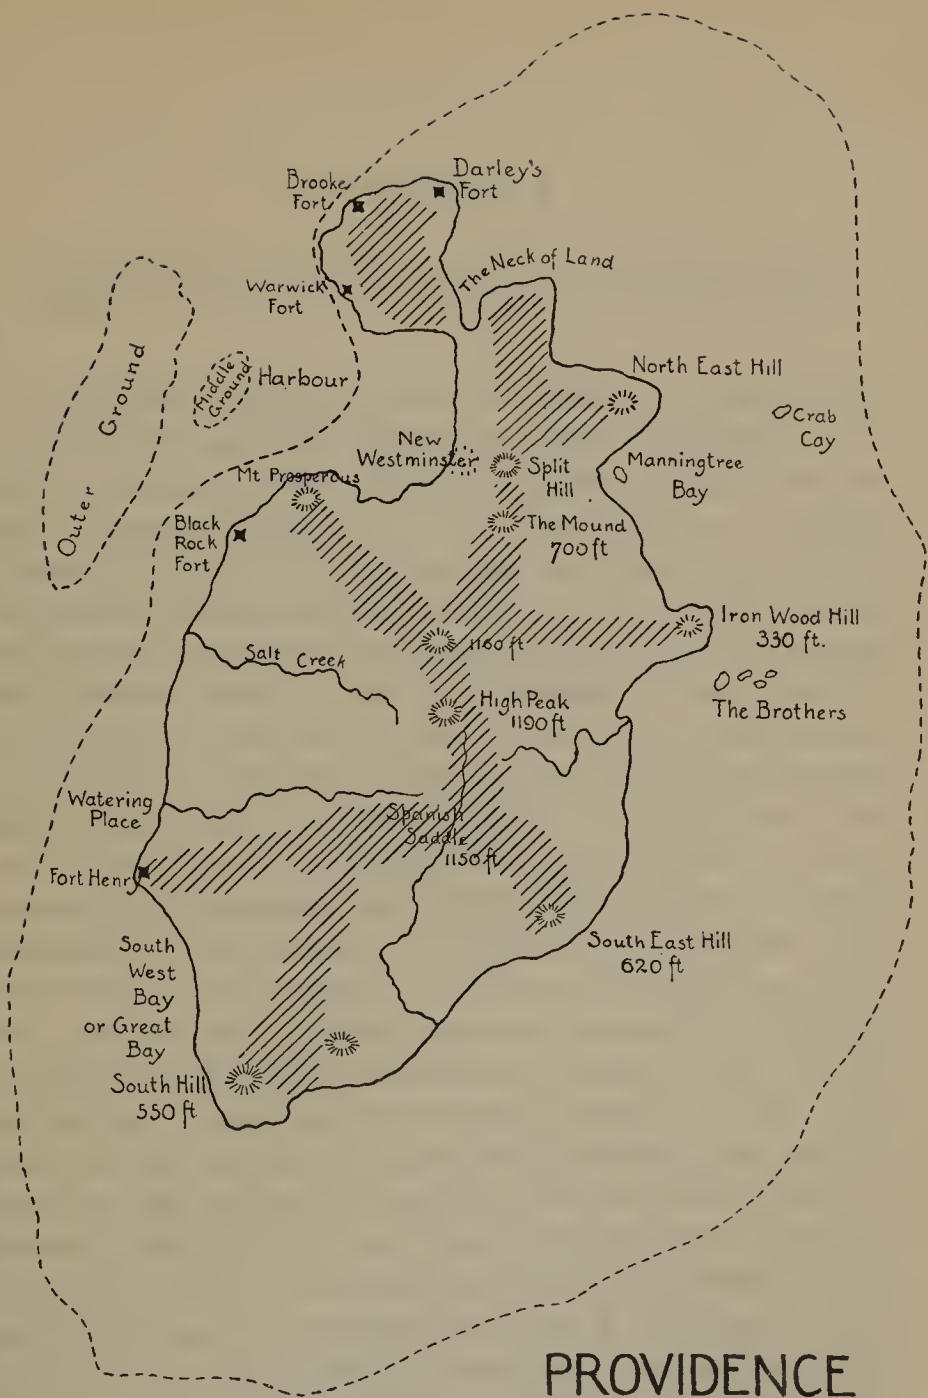 Brooke
Fort
Darley's
Fort
The Neck of Land
Warwick
Fort
Outer Ground
Middle
Ground
Harbour
North East Hill
Crab
Cay
New
Westminster
Split
Hill
Manningtree
Bay
Mt Prosperous
Black
Rock
Fort
The Mound
700 ft
Iron Wood Hill
330 ft.
1160 ft
Salt Creek
High Peak
1190 ft
The Brothers
Watering
Place
Spanish
Saddle
1150 ft
Fort Henry
South East Hill
620 ft
South
West
Bay
or Great
Bay
South Hill
550 ft
PROVIDENCE